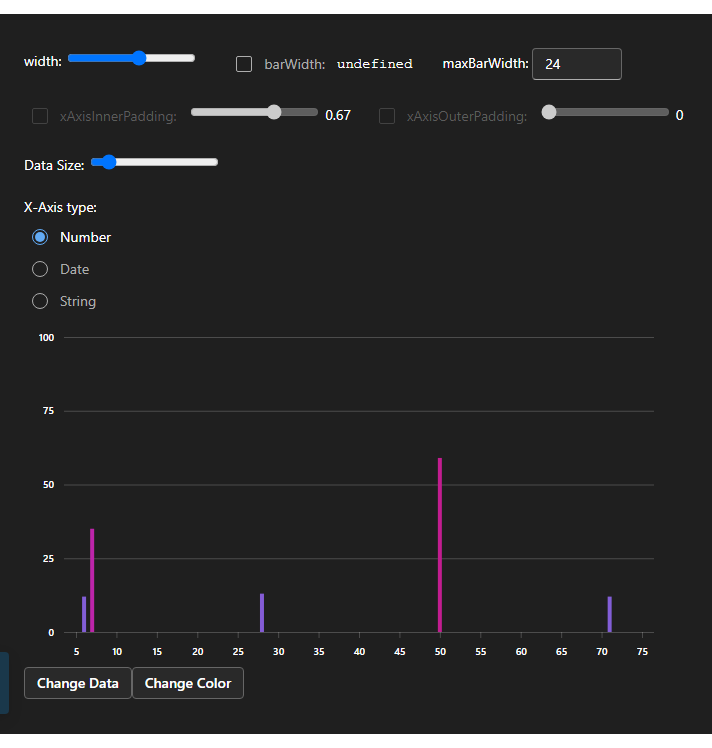 width: barWidth: undefined maxBarWidth: 24
xAxisInnerPadding: 0.67 xAxisOuterPadding: 0
Data Size:
X-Axis type:
Number
Date
String
100
75
50
25
0
5 10 15 20 25 30 35 40 45 50 55 60 65 70 75
Change Data Change Color